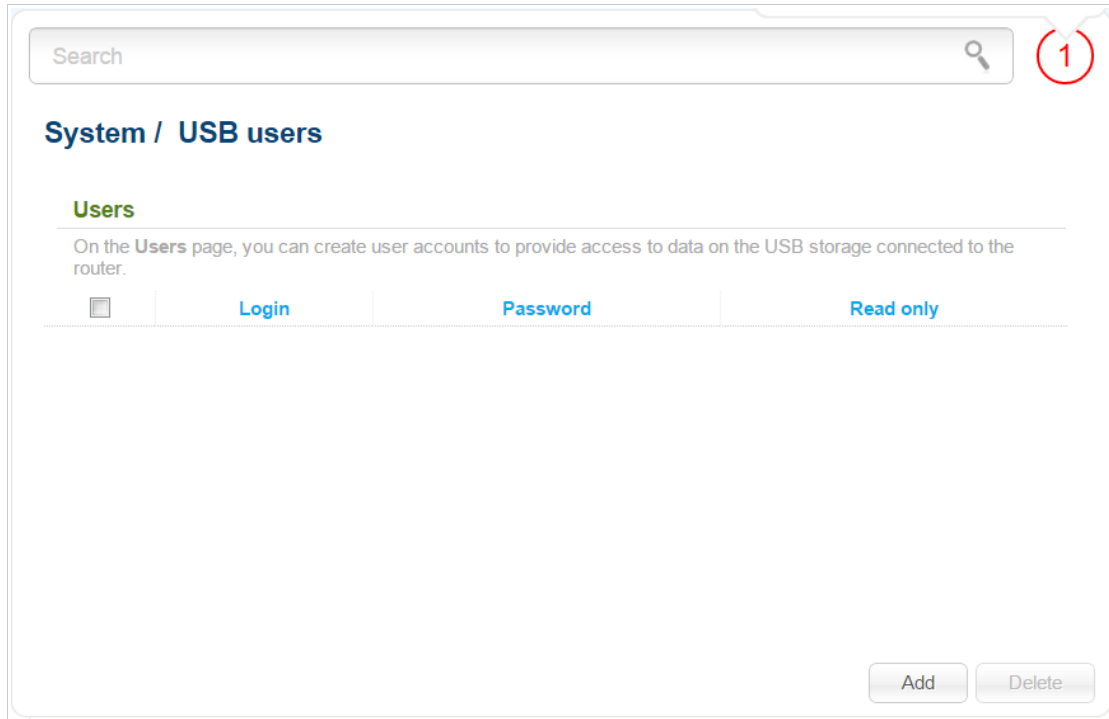 Search
1
System / USB users
Users
On the Users page, you can create user accounts to provide access to data on the USB storage connected to the
router.
Login Password Read only
Add Delete